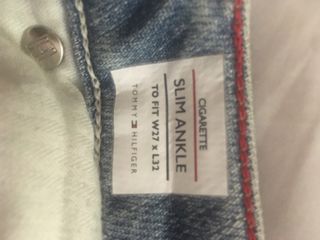 CIGARETTE
SLIM ANKLE
TO FIT W27 x L32
TOMMY HILFIGER